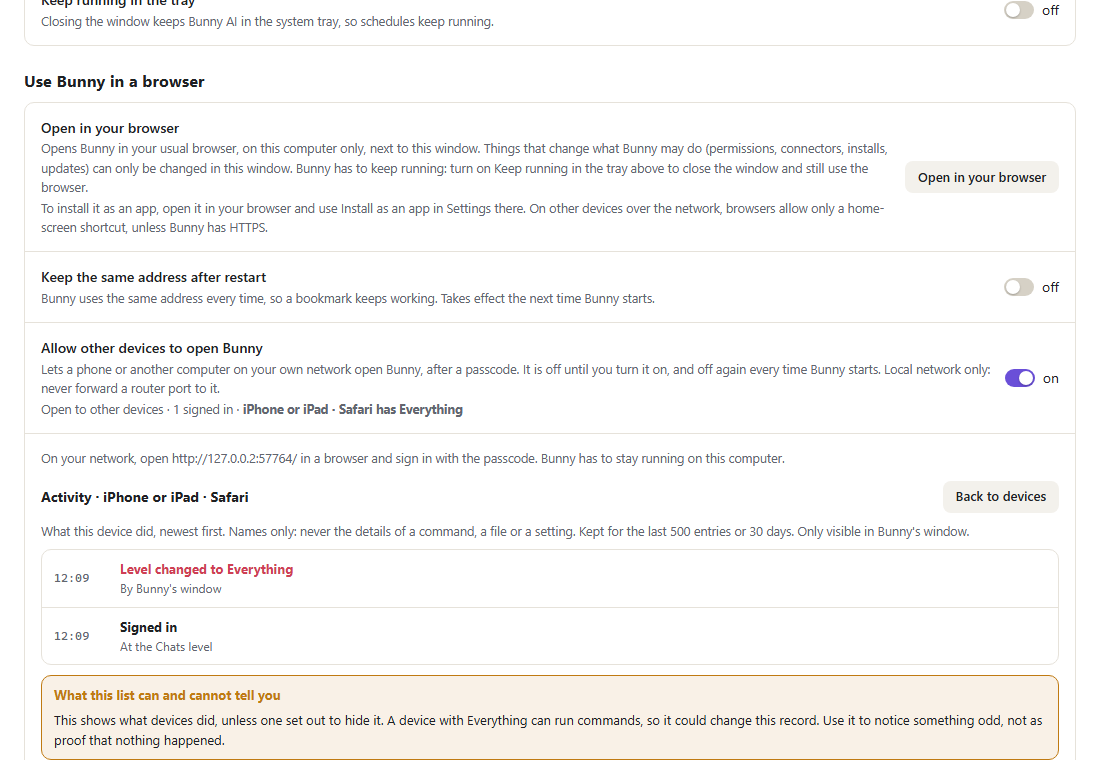 Keep running in the tray
Closing the window keeps Bunny AI in the system tray, so schedules keep running.
off
Use Bunny in a browser
Open in your browser
Opens Bunny in your usual browser, on this computer only, next to this window. Things that change what Bunny may do (permissions, connectors, installs,
updates) can only be changed in this window. Bunny has to keep running: turn on Keep running in the tray above to close the window and still use the
browser.
To install it as an app, open it in your browser and use Install as an app in Settings there. On other devices over the network, browsers allow only a home-
screen shortcut, unless Bunny has HTTPS.
Open in your browser
Keep the same address after restart
Bunny uses the same address every time, so a bookmark keeps working. Takes effect the next time Bunny starts.
off
Allow other devices to open Bunny
Lets a phone or another computer on your own network open Bunny, after a passcode. It is off until you turn it on, and off again every time Bunny starts. Local network only:
never forward a router port to it.
Open to other devices · 1 signed in · iPhone or iPad · Safari has Everything
on
On your network, open http://127.0.0.2:57764/ in a browser and sign in with the passcode. Bunny has to stay running on this computer.
Activity · iPhone or iPad · Safari
Back to devices
What this device did, newest first. Names only: never the details of a command, a file or a setting. Kept for the last 500 entries or 30 days. Only visible in Bunny's window.
12:09
Level changed to Everything
By Bunny's window
12:09
Signed in
At the Chats level
What this list can and cannot tell you
This shows what devices did, unless one set out to hide it. A device with Everything can run commands, so it could change this record. Use it to notice something odd, not as
proof that nothing happened.